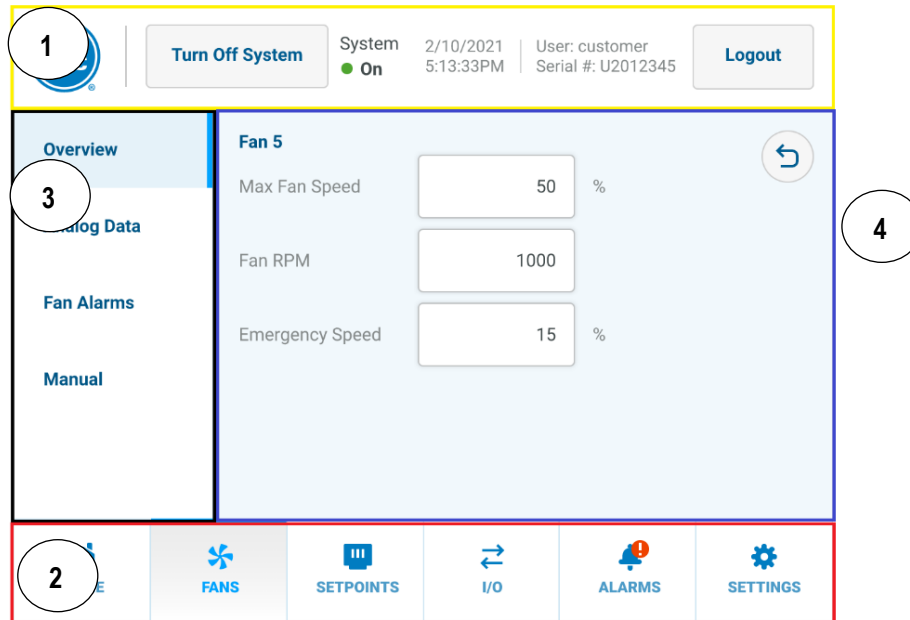 1
Turn Off System
System
On
2/10/2021
5:13:33PM
User: customer
Serial #: U2012345
Logout
®
Overview
3
Fan Alarms
Manual
Fan 5
Max Fan Speed 50 %
Fan RPM 1000
Emergency Speed 15 %
4
2
FANS
SETPOINTS
I/O
ALARMS
SETTINGS